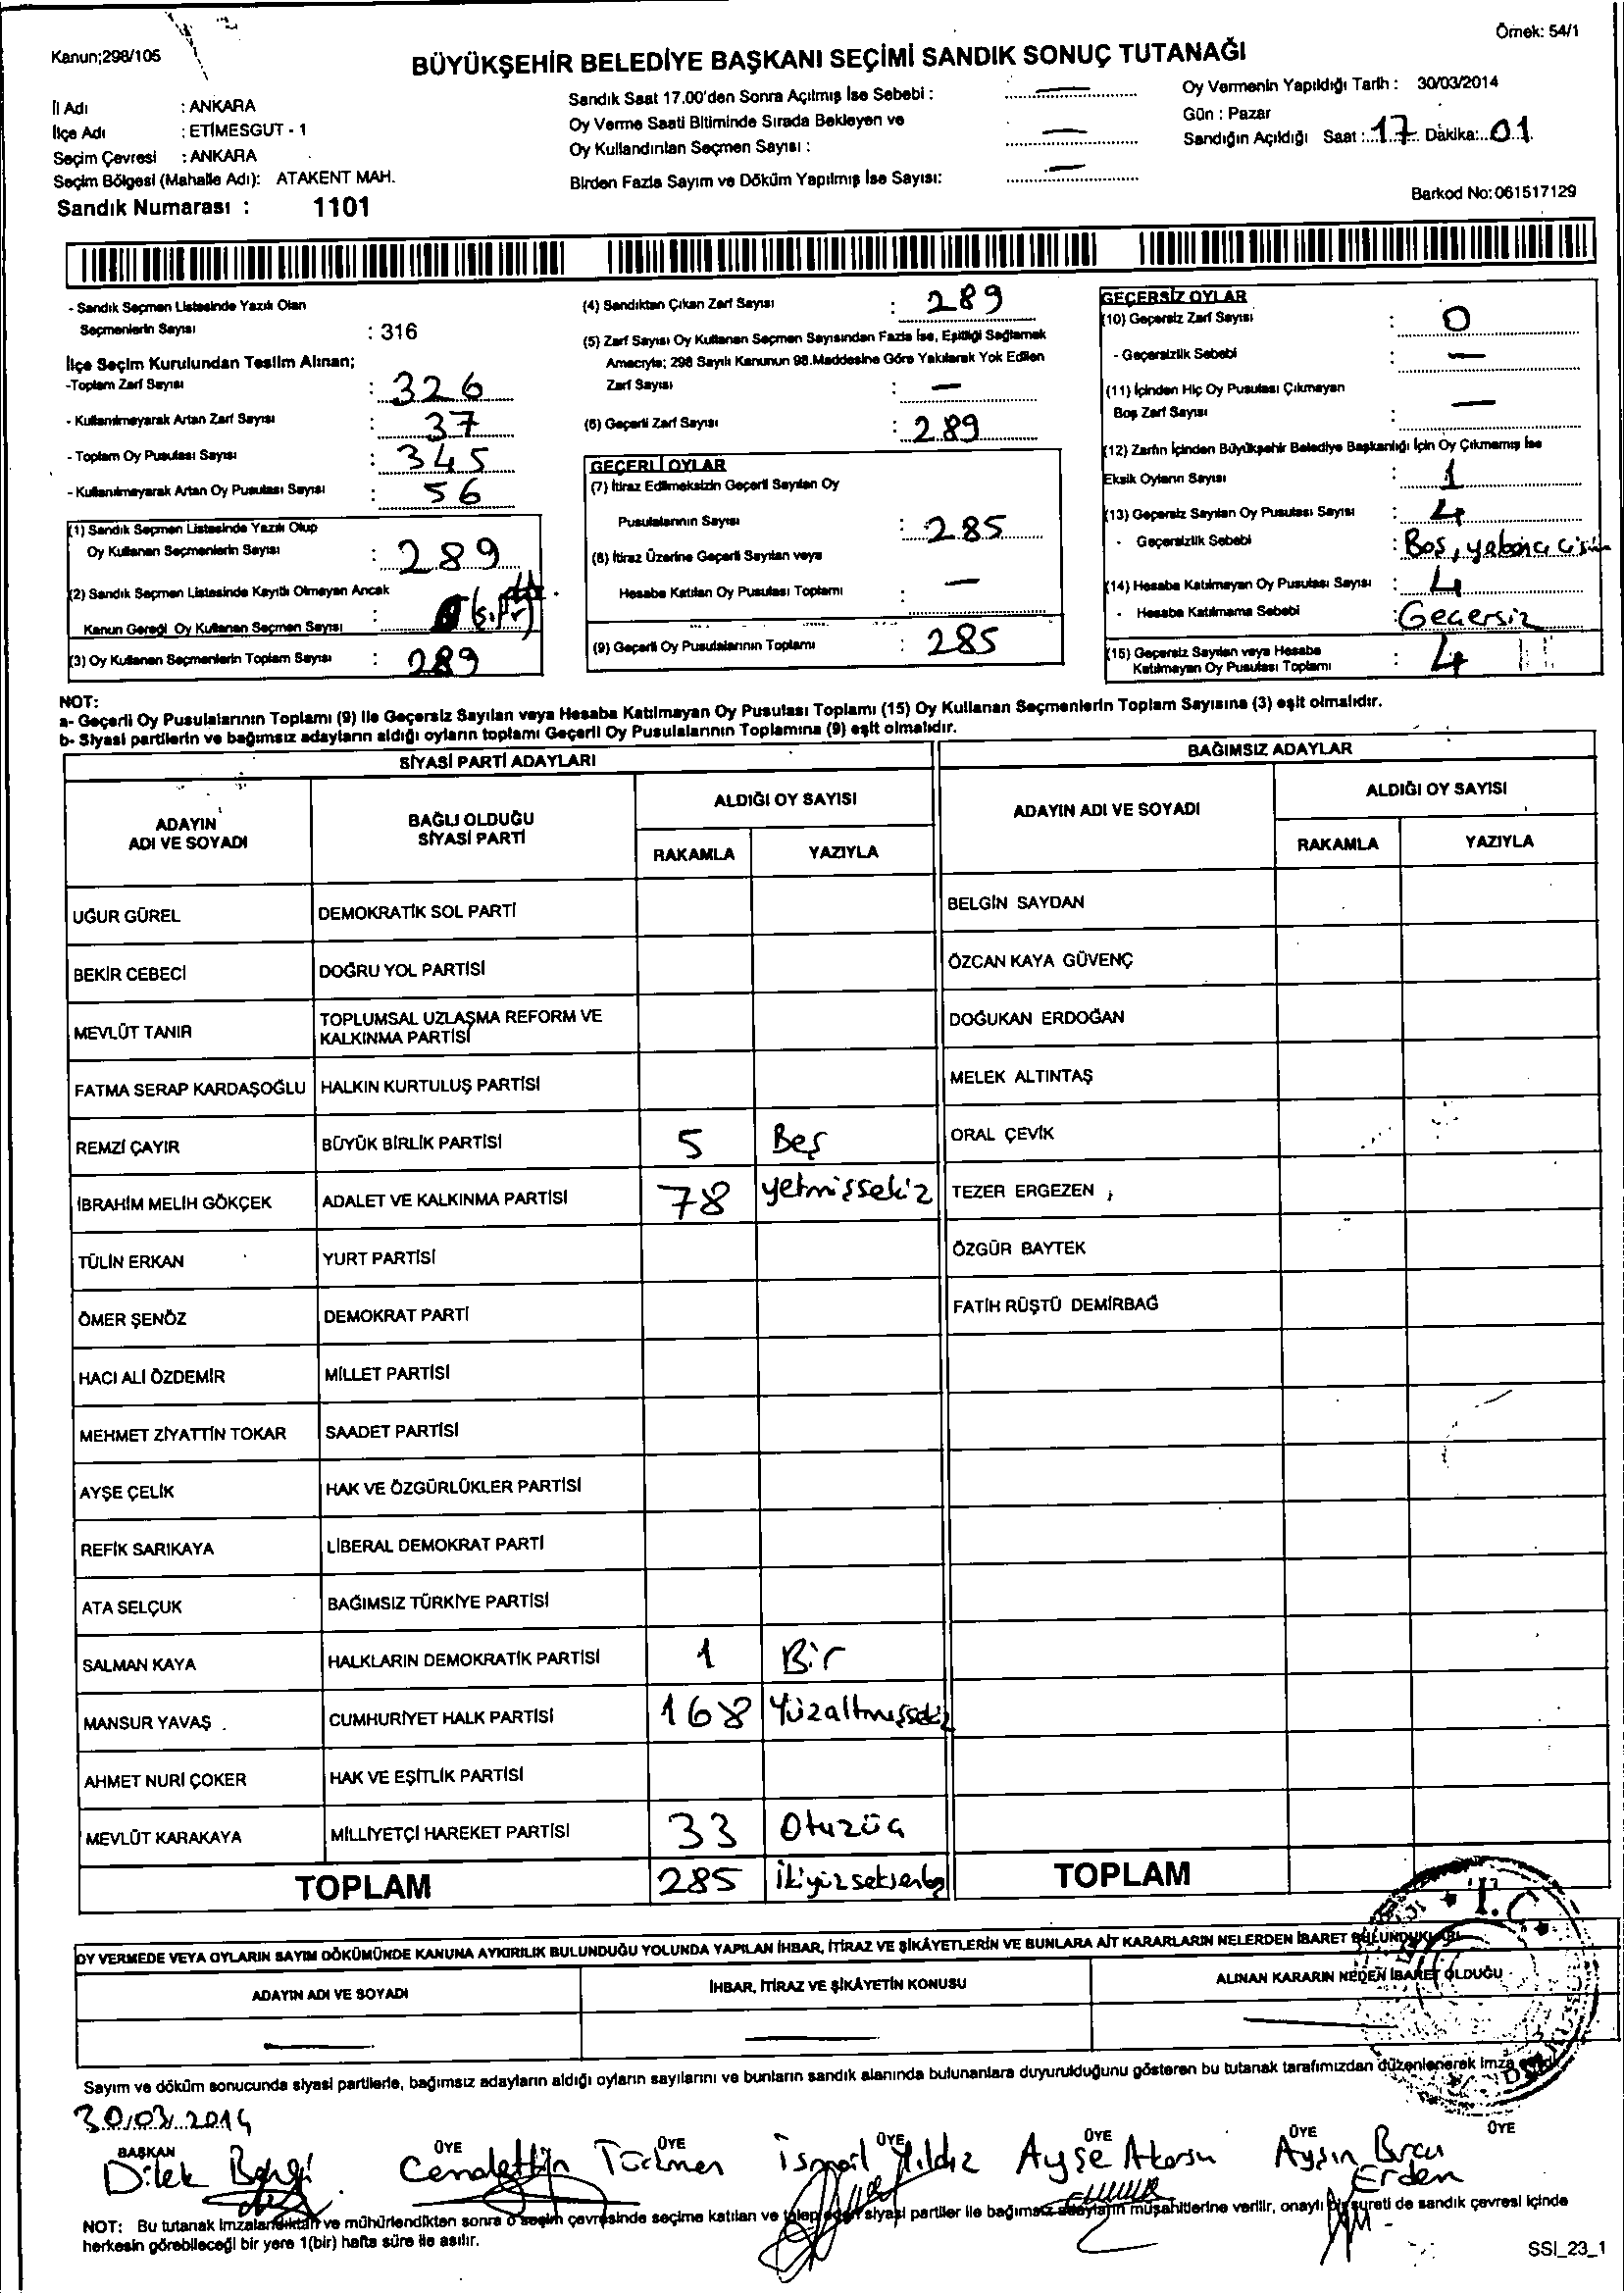 Kanun;298/105
Örnek: 54/1
BÜYÜKŞEHİR BELEDİYE BAŞKANI SEÇİMİ SANDIK SONUÇ TUTANAĞI
İl Adı : ANKARA
İlçe Adı : ETİMESGUT - 1
Seçim Çevresi : ANKARA
Seçim Bölgesi (Mahalle Adı): ATAKENT MAH.
Sandık Numarası : 1101
Sandık Saat 17.00'den Sonra Açılmış İse Sebebi : —
Oy Verme Saati Bitiminde Sırada Bekleyen ve
Oy Kullandırılan Seçmen Sayısı : —
Birden Fazla Sayım ve Döküm Yapılmış İse Sayısı: —
Oy Vermenin Yapıldığı Tarih : 30/03/2014
Gün : Pazar
Sandığın Açıldığı Saat : 17 Dakika: 01
Barkod No: 061517129
- Sandık Seçmen Listesinde Yazılı Olan
Seçmenlerin Sayısı : 316
İlçe Seçim Kurulundan Teslim Alınan;
-Toplam Zarf Sayısı : 326
- Kullanılmayarak Artan Zarf Sayısı : 37
- Toplam Oy Pusulası Sayısı : 345
- Kullanılmayarak Artan Oy Pusulası Sayısı : 56
(1) Sandık Seçmen Listesinde Yazılı Olup
Oy Kullanan Seçmenlerin Sayısı : 289
(2) Sandık Seçmen Listesinde Kayıtlı Olmayan Ancak
Kanun Gereği Oy Kullanan Seçmen Sayısı :
(3) Oy Kullanan Seçmenlerin Toplam Sayısı : 289
(4) Sandıktan Çıkan Zarf Sayısı : 289
(5) Zarf Sayısı Oy Kullanan Seçmen Sayısından Fazla İse, Eşitliği Sağlamak
Amacıyla; 298 Sayılı Kanunun 98.Maddesine Göre Yakılarak Yok Edilen
Zarf Sayısı : —
(6) Geçerli Zarf Sayısı : 289
GEÇERLİ OYLAR
(7) İtiraz Edilmeksizin Geçerli Sayılan Oy
Pusulalarının Sayısı : 285
(8) İtiraz Üzerine Geçerli Sayılan veya
Hesaba Katılan Oy Pusulası Toplamı : —
(9) Geçerli Oy Pusulalarının Toplamı : 285
GEÇERSİZ OYLAR
(10) Geçersiz Zarf Sayısı : 0
- Geçersizlik Sebebi : —
(11) İçinden Hiç Oy Pusulası Çıkmayan
Boş Zarf Sayısı : —
(12) Zarfın İçinden Büyükşehir Belediye Başkanlığı İçin Oy Çıkmamış İse
Eksik Oyların Sayısı : 1
(13) Geçersiz Sayılan Oy Pusulası Sayısı : 4
- Geçersizlik Sebebi : Boş, yabancı
(14) Hesaba Katılmayan Oy Pusulası Sayısı : 4
- Hesaba Katılmama Sebebi : Geçersiz
(15) Geçersiz Sayılan veya Hesaba
Katılmayan Oy Pusulası Toplamı : 4
NOT:
a- Geçerli Oy Pusulalarının Toplamı (9) ile Geçersiz Sayılan veya Hesaba Katılmayan Oy Pusulası Toplamı (15) Oy Kullanan Seçmenlerin Toplam Sayısına (3) eşit olmalıdır.
b- Siyasi partilerin ve bağımsız adayların aldığı oyların toplamı Geçerli Oy Pusulalarının Toplamına (9) eşit olmalıdır.
SİYASİ PARTİ ADAYLARI
BAĞIMSIZ ADAYLAR
ADAYIN ADI VE SOYADI
BAĞLI OLDUĞU SİYASİ PARTİ
ALDIĞI OY SAYISI
RAKAMLA YAZIYLA
ADAYIN ADI VE SOYADI
ALDIĞI OY SAYISI
RAKAMLA YAZIYLA
UĞUR GÜREL DEMOKRATİK SOL PARTİ BELGİN SAYDAN
BEKİR CEBECİ DOĞRU YOL PARTİSİ ÖZCAN KAYA GÜVENÇ
MEVLÜT TANIR TOPLUMSAL UZLAŞMA REFORM VE KALKINMA PARTİSİ DOĞUKAN ERDOĞAN
FATMA SERAP KARDAŞOĞLU HALKIN KURTULUŞ PARTİSİ MELEK ALTINTAŞ
REMZİ ÇAYIR BÜYÜK BİRLİK PARTİSİ 5 Beş ORAL ÇEVİK
İBRAHİM MELİH GÖKÇEK ADALET VE KALKINMA PARTİSİ 78 yetmişsekiz TEZER ERGEZEN
TÜLİN ERKAN YURT PARTİSİ ÖZGÜR BAYTEK
ÖMER ŞENÖZ DEMOKRAT PARTİ FATİH RÜŞTÜ DEMİRBAĞ
HACI ALİ ÖZDEMİR MİLLET PARTİSİ
MEHMET ZİYATTİN TOKAR SAADET PARTİSİ
AYŞE ÇELİK HAK VE ÖZGÜRLÜKLER PARTİSİ
REFİK SARIKAYA LİBERAL DEMOKRAT PARTİ
ATA SELÇUK BAĞIMSIZ TÜRKİYE PARTİSİ
SALMAN KAYA HALKLARIN DEMOKRATİK PARTİSİ 1 Bir
MANSUR YAVAŞ CUMHURİYET HALK PARTİSİ 168 Yüzaltmışsekiz
AHMET NURİ ÇOKER HAK VE EŞİTLİK PARTİSİ
MEVLÜT KARAKAYA MİLLİYETÇİ HAREKET PARTİSİ 33 Otuzüç
TOPLAM 285 İkiyüzseksenbeş TOPLAM
T.C.
OY VERMEDE VEYA OYLARIN SAYIM DÖKÜMÜNDE KANUNA AYKIRILIK BULUNDUĞU YOLUNDA YAPILAN İHBAR, İTİRAZ VE ŞİKÂYETLERİN VE BUNLARA AİT KARARLARIN NELERDEN İBARET BULUNDUKLARI
ADAYIN ADI VE SOYADI İHBAR, İTİRAZ VE ŞİKÂYETİN KONUSU ALINAN KARARIN NEDEN İBARET OLDUĞU
— — —
Sayım ve döküm sonucunda siyasi partilerle, bağımsız adayların aldığı oyların sayılarını ve bunların sandık alanında bulunanlara duyurulduğunu gösteren bu tutanak tarafımızdan düzenlenerek imza
30/03/2014
BAŞKAN ÜYE ÜYE ÜYE ÜYE ÜYE ÜYE
Dilek Cemalettin Türkmen İsmail Yıldız Ayşe Aksu Aysın Burcu Erden
NOT: Bu tutanak imzalandıktan ve mühürlendikten sonra o seçim çevresinde seçime katılan ve talep eden siyasi partiler ile bağımsız adayların müşahitlerine verilir, onaylı bir sureti de sandık çevresi içinde
herkesin görebileceği bir yere 1(bir) hafta süre ile asılır.
SSI_23_1